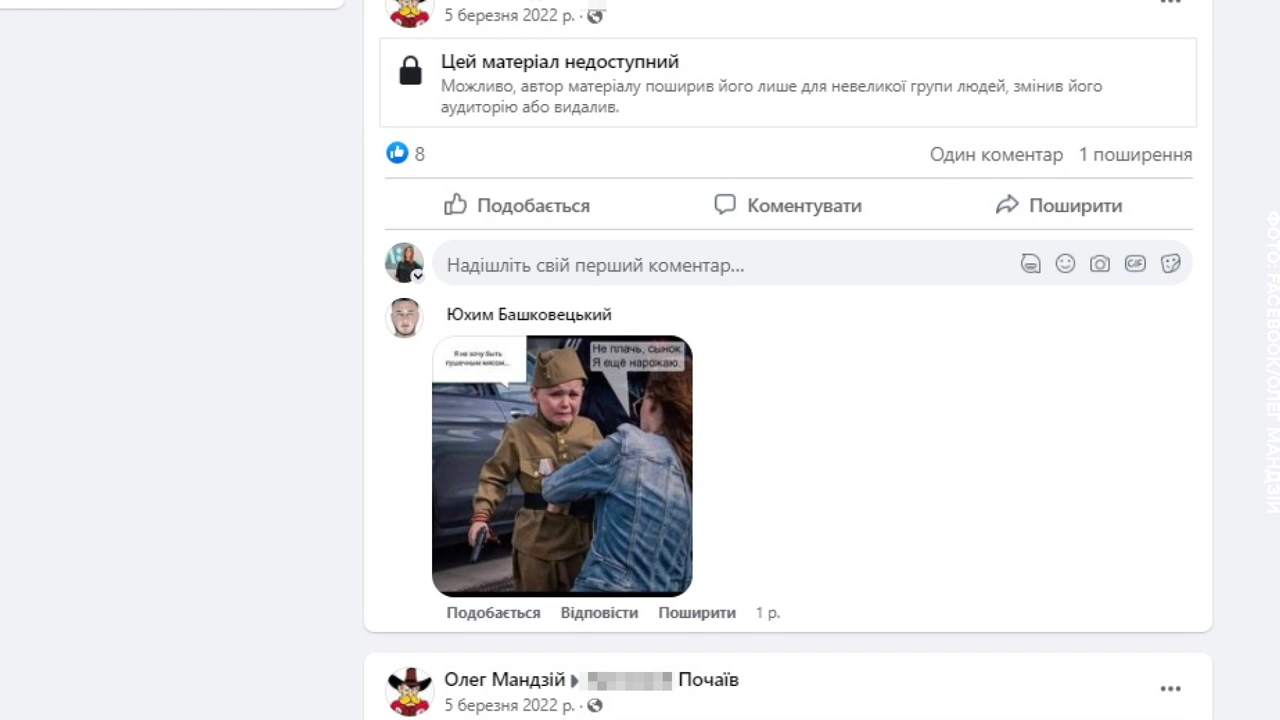 5 березня 2022 р. ·
Цей матеріал недоступний
Можливо, автор матеріалу поширив його лише для невеликої групи людей, змінив його
аудиторію або видалив.
8
Один коментар 1 поширення
Подобається Коментувати Поширити
Надішліть свій перший коментар...
GIF
Юхим Башковецький
Я не хочу быть
пушечным мясом...
Не плачь, сынок.
Я ещё нарожаю.
Подобається Відповісти Поширити 1 р.
Олег Мандзій Почаїв
5 березня 2022 р. ·
ФОТО: FACEBOOK/ОЛЕГ МАНДЗІЙ